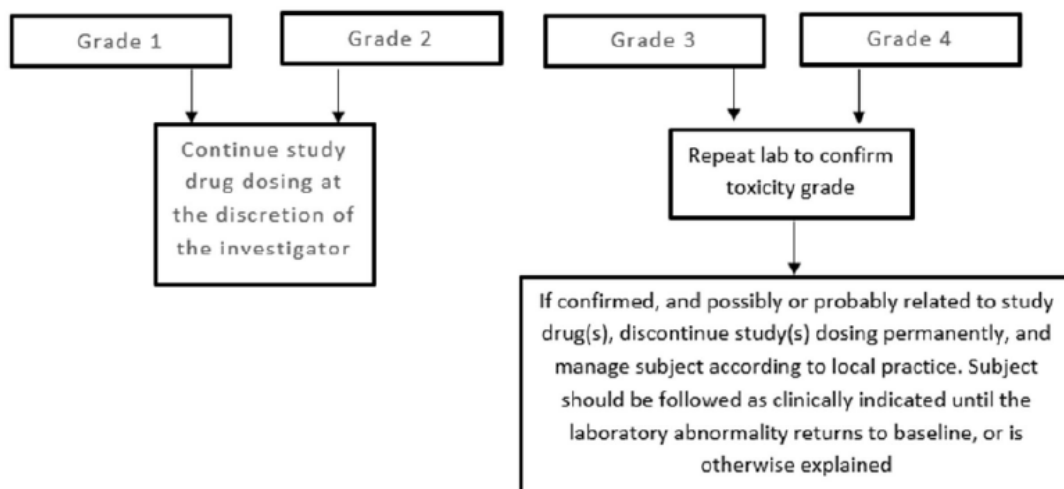 Grade 1
Grade 2
Grade 3
Grade 4
Continue study
drug dosing at
the discretion of
the investigator
Repeat lab to confirm
toxicity grade
If confirmed, and possibly or probably related to study
drug(s), discontinue study(s) dosing permanently, and
manage subject according to local practice. Subject
should be followed as clinically indicated until the
laboratory abnormality returns to baseline, or is
otherwise explained